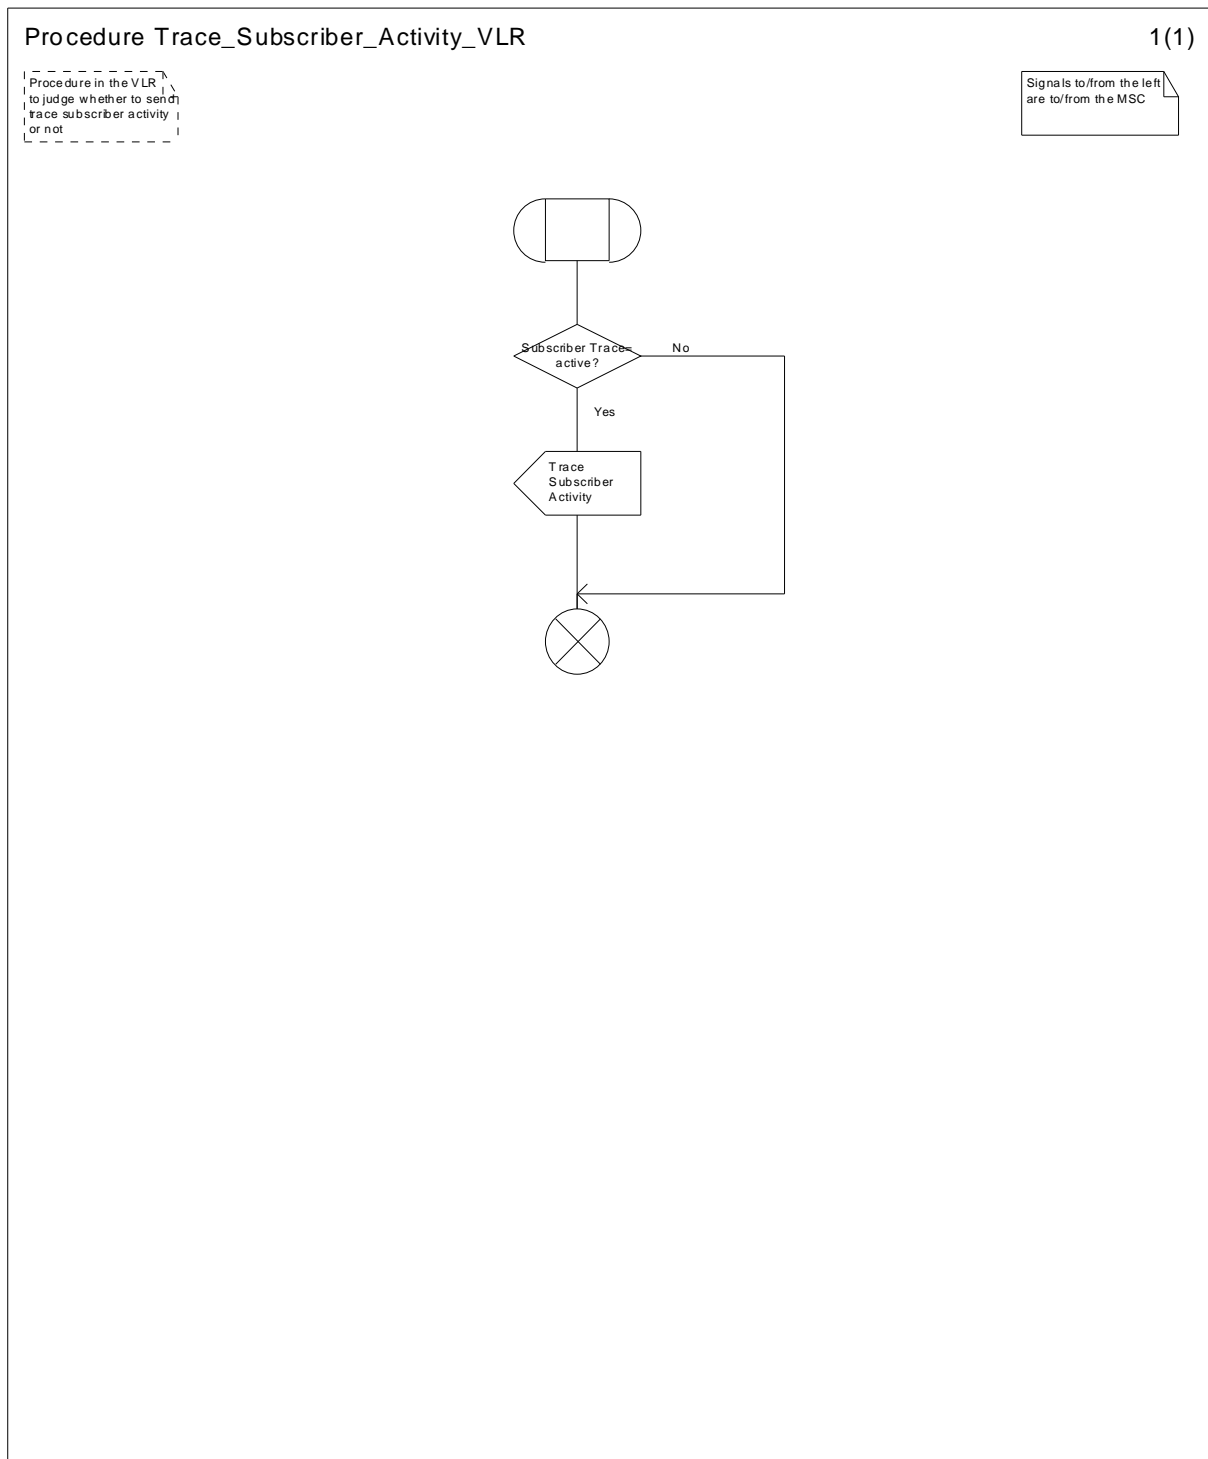 Procedure Trace_Subscriber_Activity_VLR
1(1)
Procedure in the VLR
to judge whether to send
trace subscriber activity
or not
Signals to/from the left
are to/from the MSC
Subscriber Trace=
active?
No
Yes
Trace
Subscriber
Activity